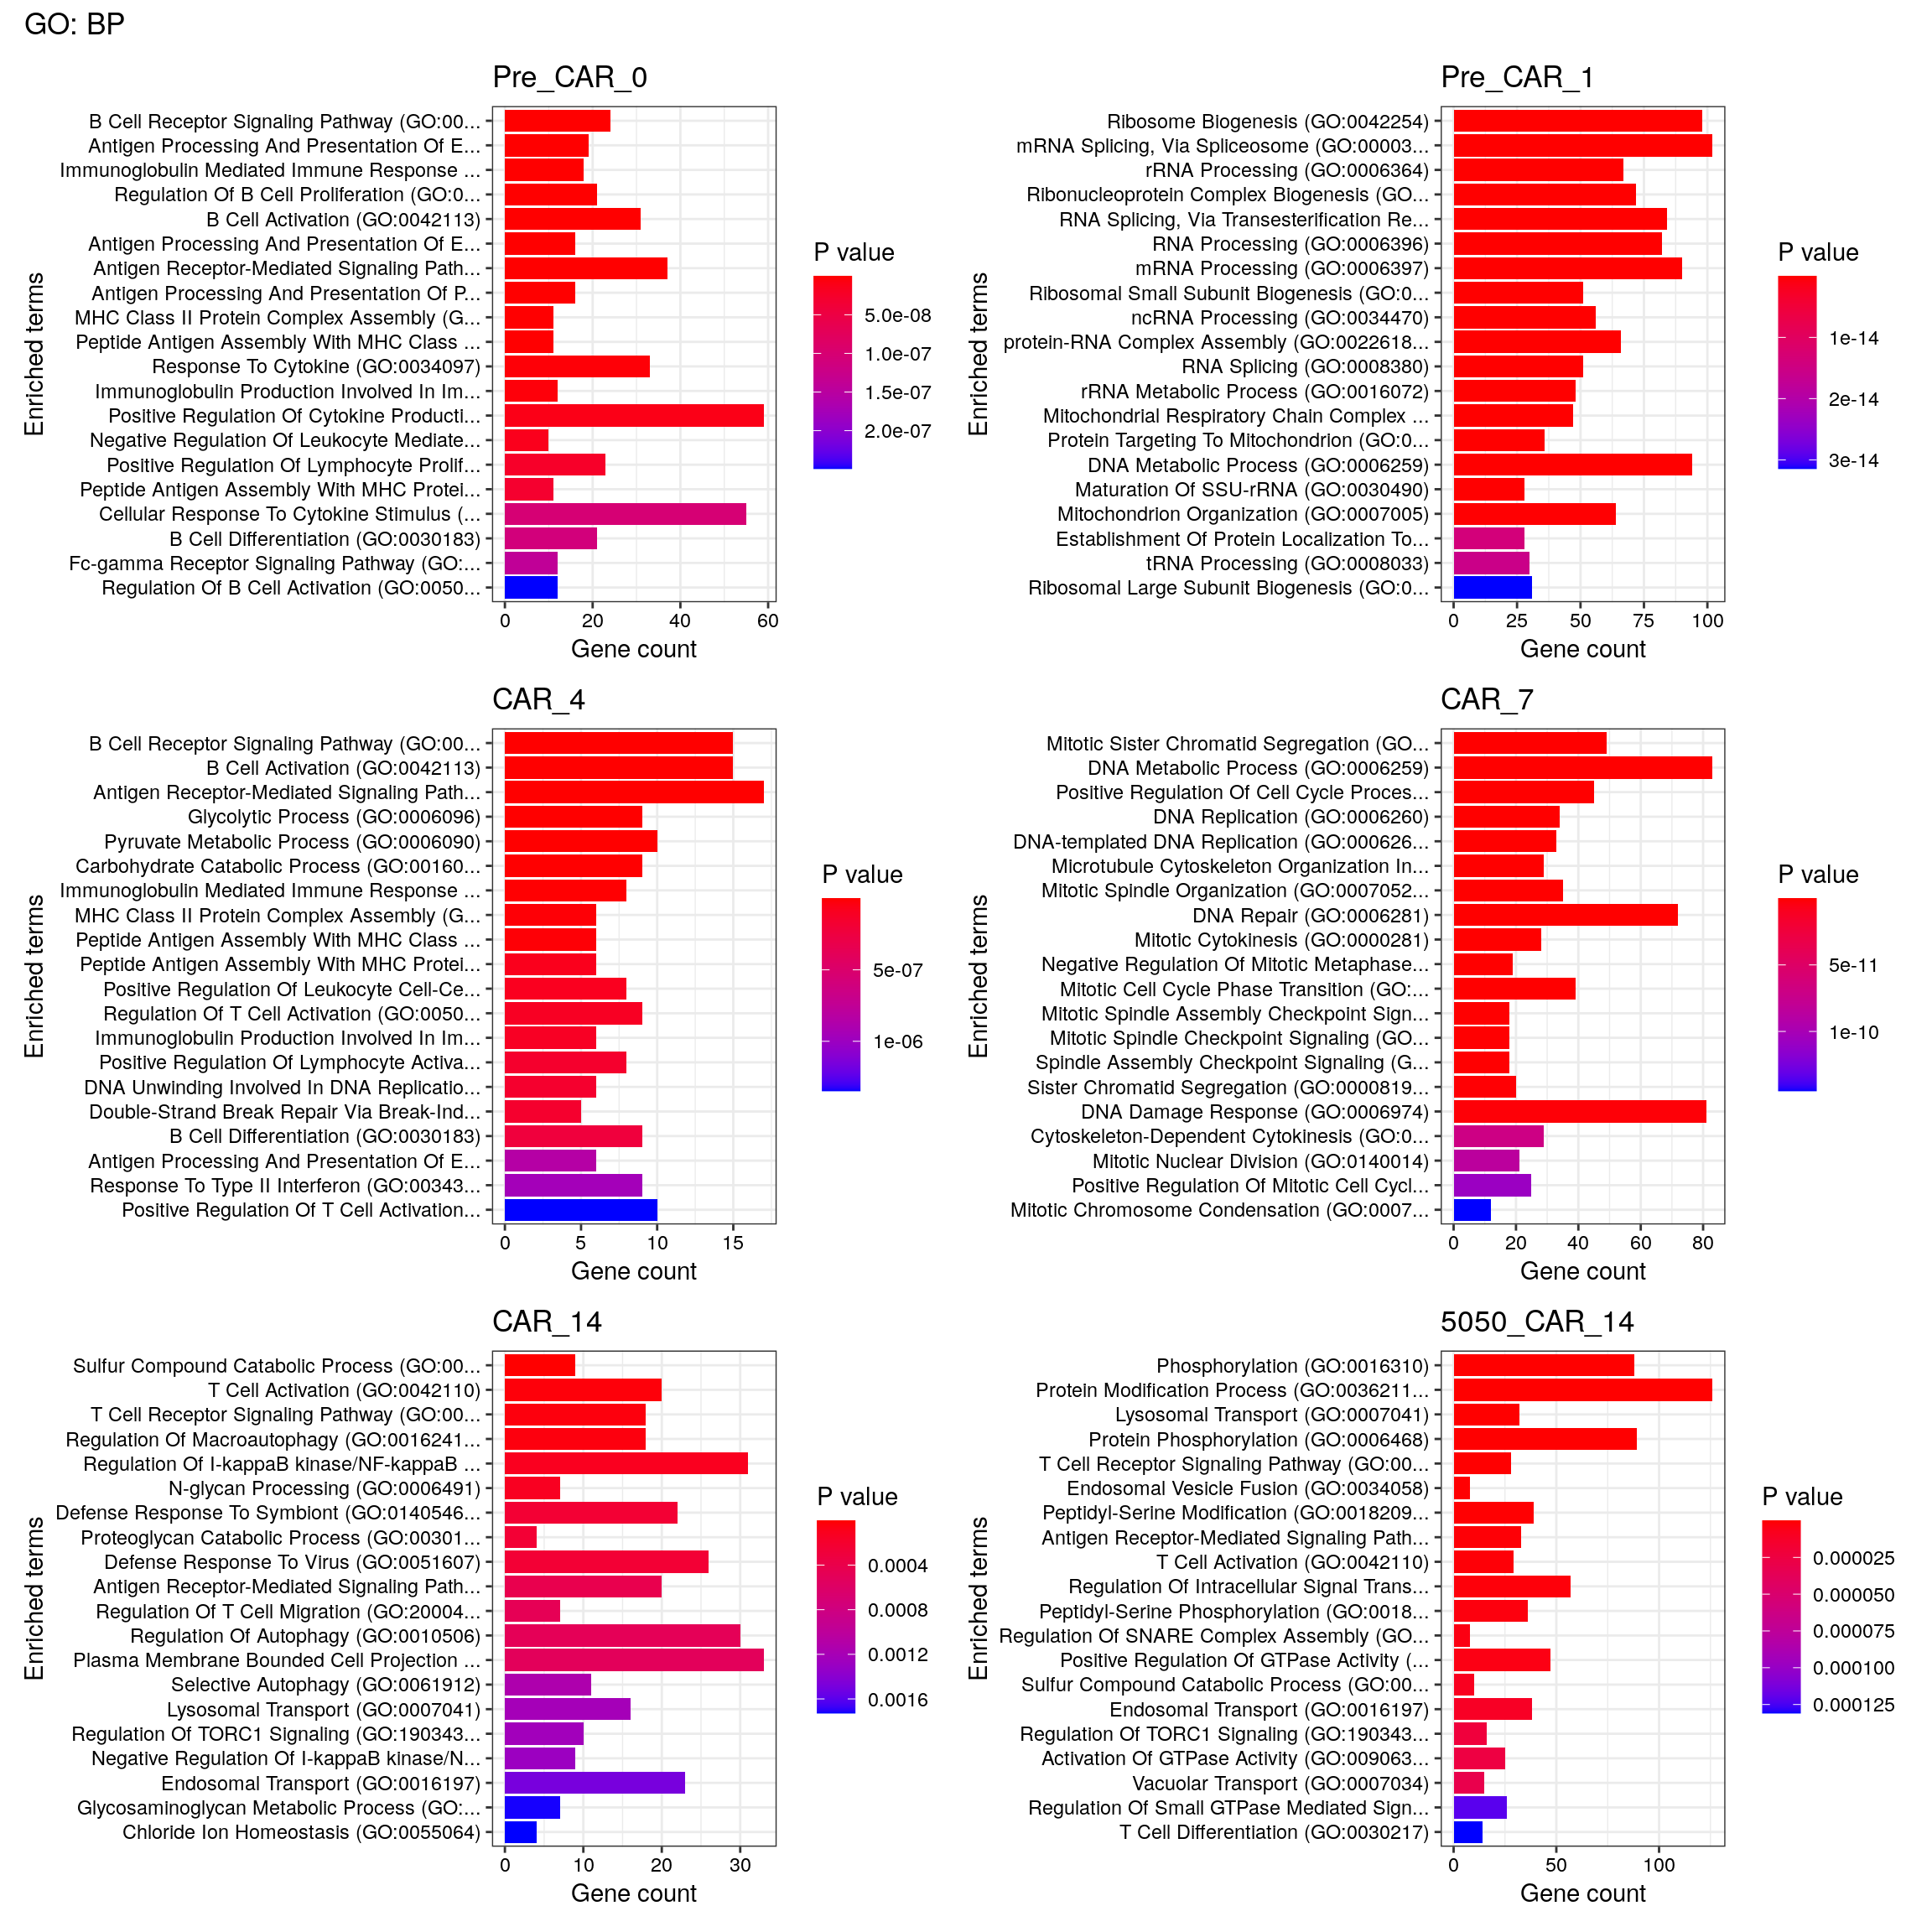 GO: BP
Pre_CAR_0
B Cell Receptor Signaling Pathway (GO:00...
Antigen Processing And Presentation Of E...
Immunoglobulin Mediated Immune Response ...
Regulation Of B Cell Proliferation (GO:0...
B Cell Activation (GO:0042113)
Antigen Processing And Presentation Of E...
Antigen Receptor-Mediated Signaling Path...
Antigen Processing And Presentation Of P...
MHC Class II Protein Complex Assembly (G...
Peptide Antigen Assembly With MHC Class ...
Response To Cytokine (GO:0034097)
Immunoglobulin Production Involved In Im...
Positive Regulation Of Cytokine Producti...
Negative Regulation Of Leukocyte Mediate...
Positive Regulation Of Lymphocyte Prolif...
Peptide Antigen Assembly With MHC Protei...
Cellular Response To Cytokine Stimulus (...
B Cell Differentiation (GO:0030183)
Fc-gamma Receptor Signaling Pathway (GO:...
Regulation Of B Cell Activation (GO:0050...
Enriched terms
0 20 40 60
Gene count
P value
5.0e-08
1.0e-07
1.5e-07
2.0e-07
Pre_CAR_1
Ribosome Biogenesis (GO:0042254)
mRNA Splicing, Via Spliceosome (GO:00003...
rRNA Processing (GO:0006364)
Ribonucleoprotein Complex Biogenesis (GO...
RNA Splicing, Via Transesterification Re...
RNA Processing (GO:0006396)
mRNA Processing (GO:0006397)
Ribosomal Small Subunit Biogenesis (GO:0...
ncRNA Processing (GO:0034470)
protein-RNA Complex Assembly (GO:0022618...
RNA Splicing (GO:0008380)
rRNA Metabolic Process (GO:0016072)
Mitochondrial Respiratory Chain Complex ...
Protein Targeting To Mitochondrion (GO:0...
DNA Metabolic Process (GO:0006259)
Maturation Of SSU-rRNA (GO:0030490)
Mitochondrion Organization (GO:0007005)
Establishment Of Protein Localization To...
tRNA Processing (GO:0008033)
Ribosomal Large Subunit Biogenesis (GO:0...
Enriched terms
0 25 50 75 100
Gene count
P value
1e-14
2e-14
3e-14
CAR_4
B Cell Receptor Signaling Pathway (GO:00...
B Cell Activation (GO:0042113)
Antigen Receptor-Mediated Signaling Path...
Glycolytic Process (GO:0006096)
Pyruvate Metabolic Process (GO:0006090)
Carbohydrate Catabolic Process (GO:00160...
Immunoglobulin Mediated Immune Response ...
MHC Class II Protein Complex Assembly (G...
Peptide Antigen Assembly With MHC Class ...
Peptide Antigen Assembly With MHC Protei...
Positive Regulation Of Leukocyte Cell-Ce...
Regulation Of T Cell Activation (GO:0050...
Immunoglobulin Production Involved In Im...
Positive Regulation Of Lymphocyte Activa...
DNA Unwinding Involved In DNA Replicatio...
Double-Strand Break Repair Via Break-Ind...
B Cell Differentiation (GO:0030183)
Antigen Processing And Presentation Of E...
Response To Type II Interferon (GO:00343...
Positive Regulation Of T Cell Activation...
Enriched terms
0 5 10 15
Gene count
P value
5e-07
1e-06
CAR_7
Mitotic Sister Chromatid Segregation (GO...
DNA Metabolic Process (GO:0006259)
Positive Regulation Of Cell Cycle Proces...
DNA Replication (GO:0006260)
DNA-templated DNA Replication (GO:000626...
Microtubule Cytoskeleton Organization In...
Mitotic Spindle Organization (GO:0007052...
DNA Repair (GO:0006281)
Mitotic Cytokinesis (GO:0000281)
Negative Regulation Of Mitotic Metaphase...
Mitotic Cell Cycle Phase Transition (GO:...
Mitotic Spindle Assembly Checkpoint Sign...
Mitotic Spindle Checkpoint Signaling (GO...
Spindle Assembly Checkpoint Signaling (G...
Sister Chromatid Segregation (GO:0000819...
DNA Damage Response (GO:0006974)
Cytoskeleton-Dependent Cytokinesis (GO:0...
Mitotic Nuclear Division (GO:0140014)
Positive Regulation Of Mitotic Cell Cycl...
Mitotic Chromosome Condensation (GO:0007...
Enriched terms
0 20 40 60 80
Gene count
P value
5e-11
1e-10
CAR_14
Sulfur Compound Catabolic Process (GO:00...
T Cell Activation (GO:0042110)
T Cell Receptor Signaling Pathway (GO:00...
Regulation Of Macroautophagy (GO:0016241...
Regulation Of I-kappaB kinase/NF-kappaB ...
N-glycan Processing (GO:0006491)
Defense Response To Symbiont (GO:0140546...
Proteoglycan Catabolic Process (GO:00301...
Defense Response To Virus (GO:0051607)
Antigen Receptor-Mediated Signaling Path...
Regulation Of T Cell Migration (GO:20004...
Regulation Of Autophagy (GO:0010506)
Plasma Membrane Bounded Cell Projection ...
Selective Autophagy (GO:0061912)
Lysosomal Transport (GO:0007041)
Regulation Of TORC1 Signaling (GO:190343...
Negative Regulation Of I-kappaB kinase/N...
Endosomal Transport (GO:0016197)
Glycosaminoglycan Metabolic Process (GO:...
Chloride Ion Homeostasis (GO:0055064)
Enriched terms
0 10 20 30
Gene count
P value
0.0004
0.0008
0.0012
0.0016
5050_CAR_14
Phosphorylation (GO:0016310)
Protein Modification Process (GO:0036211...
Lysosomal Transport (GO:0007041)
Protein Phosphorylation (GO:0006468)
T Cell Receptor Signaling Pathway (GO:00...
Endosomal Vesicle Fusion (GO:0034058)
Peptidyl-Serine Modification (GO:0018209...
Antigen Receptor-Mediated Signaling Path...
T Cell Activation (GO:0042110)
Regulation Of Intracellular Signal Trans...
Peptidyl-Serine Phosphorylation (GO:0018...
Regulation Of SNARE Complex Assembly (GO...
Positive Regulation Of GTPase Activity (...
Sulfur Compound Catabolic Process (GO:00...
Endosomal Transport (GO:0016197)
Regulation Of TORC1 Signaling (GO:190343...
Activation Of GTPase Activity (GO:009063...
Vacuolar Transport (GO:0007034)
Regulation Of Small GTPase Mediated Sign...
T Cell Differentiation (GO:0030217)
Enriched terms
0 50 100
Gene count
P value
0.000025
0.000050
0.000075
0.000100
0.000125